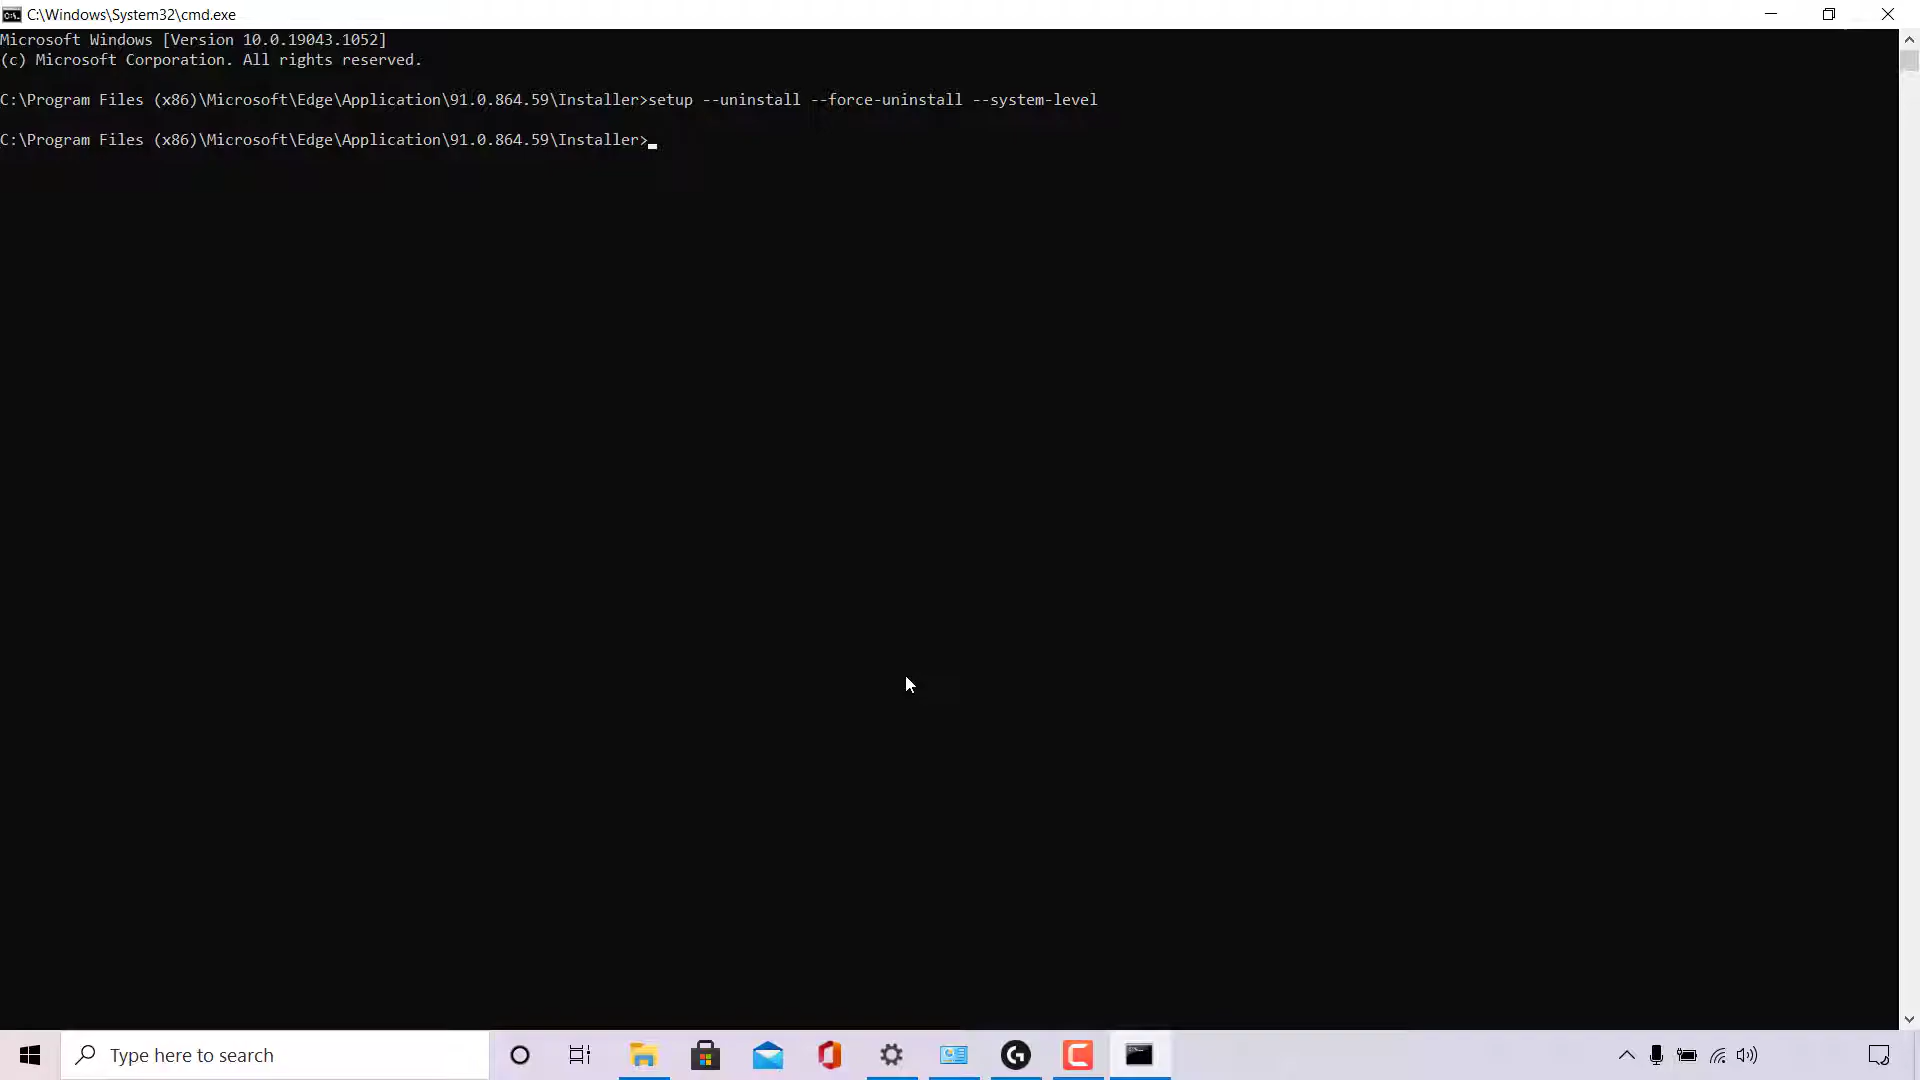 C:\Windows\System32\cmd.exe
Microsoft Windows [Version 10.0.19043.1052]
(c) Microsoft Corporation. All rights reserved.
C:\Program Files (x86)\Microsoft\Edge\Application\91.0.864.59\Installer>setup --uninstall --force-uninstall --system-level
C:\Program Files (x86)\Microsoft\Edge\Application\91.0.864.59\Installer>
Type here to search